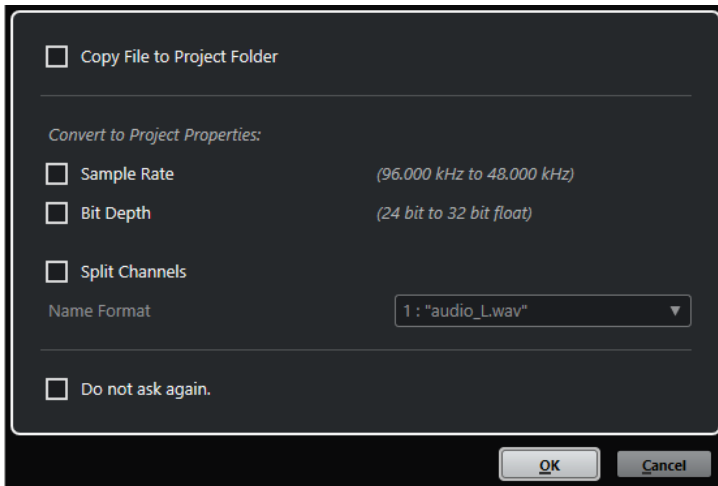 Copy File to Project Folder
Convert to Project Properties:
Sample Rate (96.000 kHz to 48.000 kHz)
Bit Depth (24 bit to 32 bit float)
Split Channels
Name Format 1 : "audio_L.wav"
Do not ask again.
OK Cancel